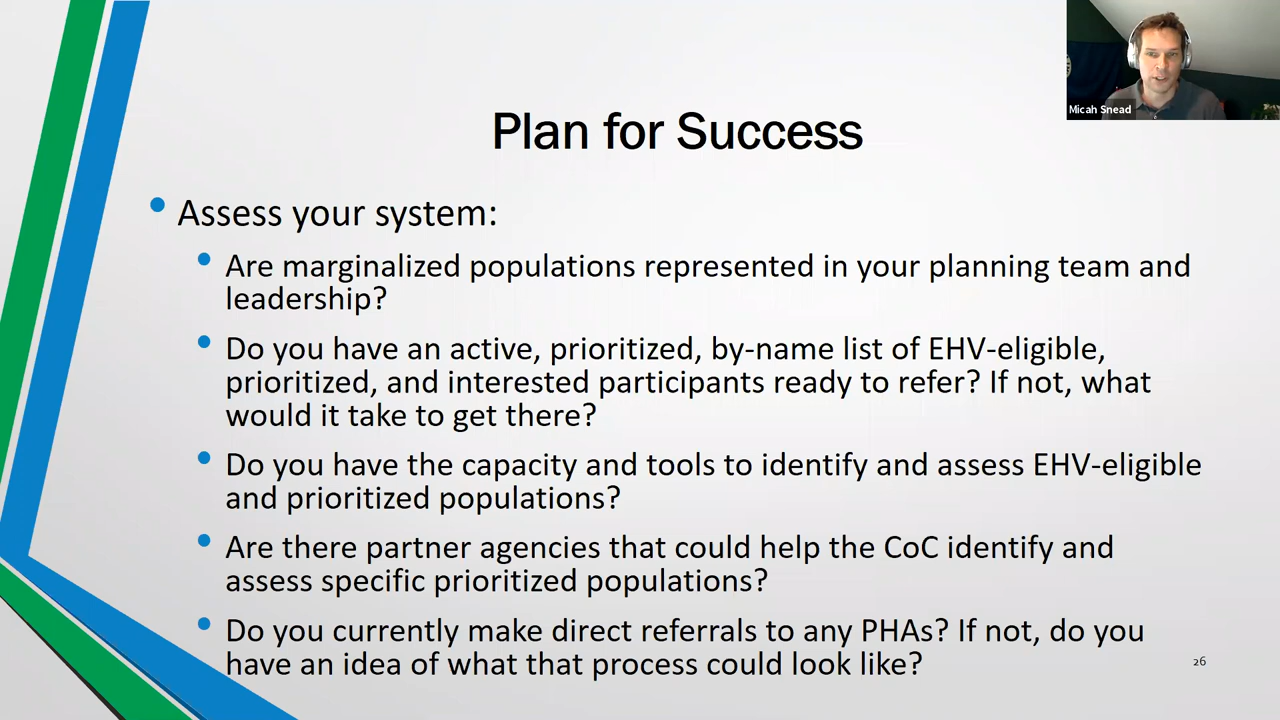 Micah Snead
Plan for Success
Assess your system:
Are marginalized populations represented in your planning team and
leadership?
Do you have an active, prioritized, by-name list of EHV-eligible,
prioritized, and interested participants ready to refer? If not, what
would it take to get there?
Do you have the capacity and tools to identify and assess EHV-eligible
and prioritized populations?
Are there partner agencies that could help the CoC identify and
assess specific prioritized populations?
Do you currently make direct referrals to any PHAs? If not, do you
have an idea of what that process could look like?
26